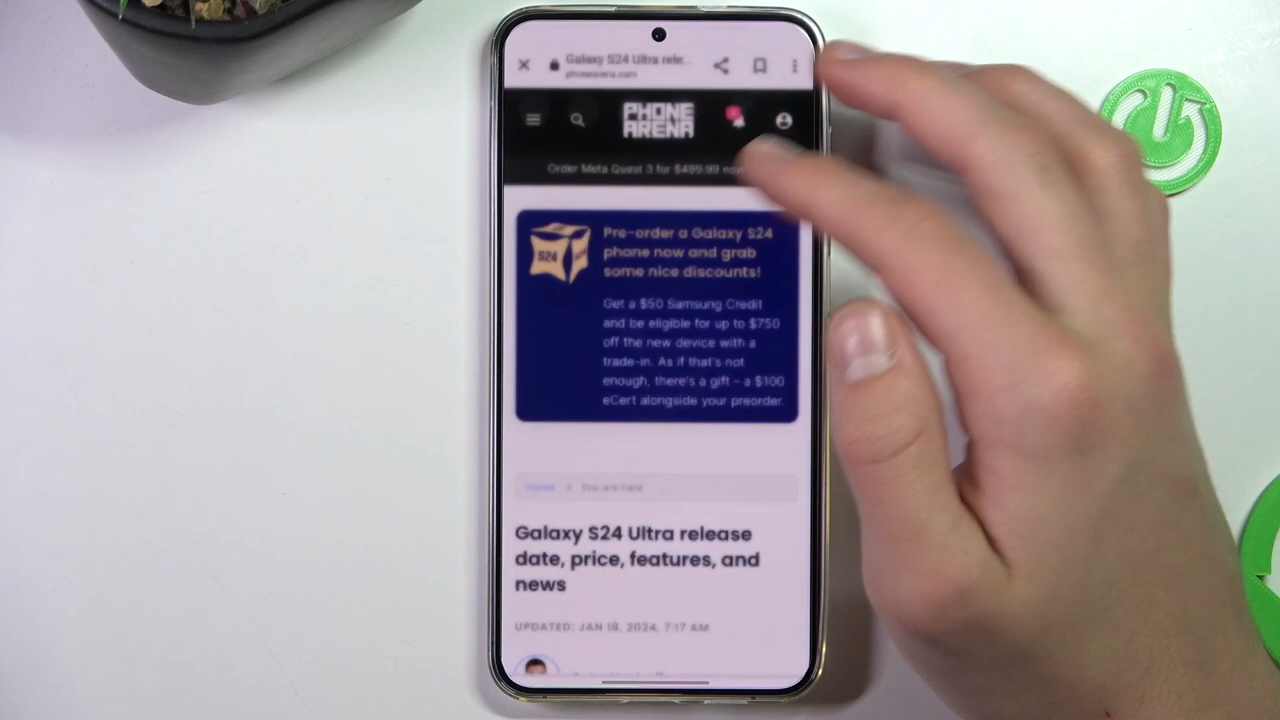 Galaxy S24 Ultra rele...
phonearena.com
PHONE
ARENA
Order Meta Quest 3 for $499.99 now
S24
Pre-order a Galaxy S24
phone now and grab
some nice discounts!
Get a $50 Samsung Credit
and be eligible for up to $750
off the new device with a
trade-in. As if that's not
enough, there's a gift – a $100
eCert alongside your preorder
Home > You are here
Galaxy S24 Ultra release
date, price, features, and
news
UPDATED: JAN 18, 2024, 7:17 AM